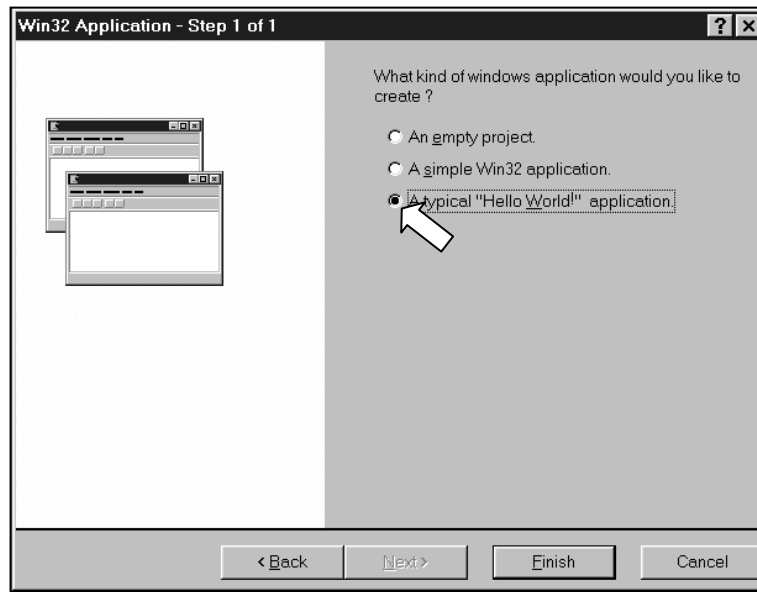 Win32 Application - Step 1 of 1
What kind of windows application would you like to
create ?
An empty project.
A simple Win32 application.
A typical "Hello World!" application.
< Back Next > Finish Cancel